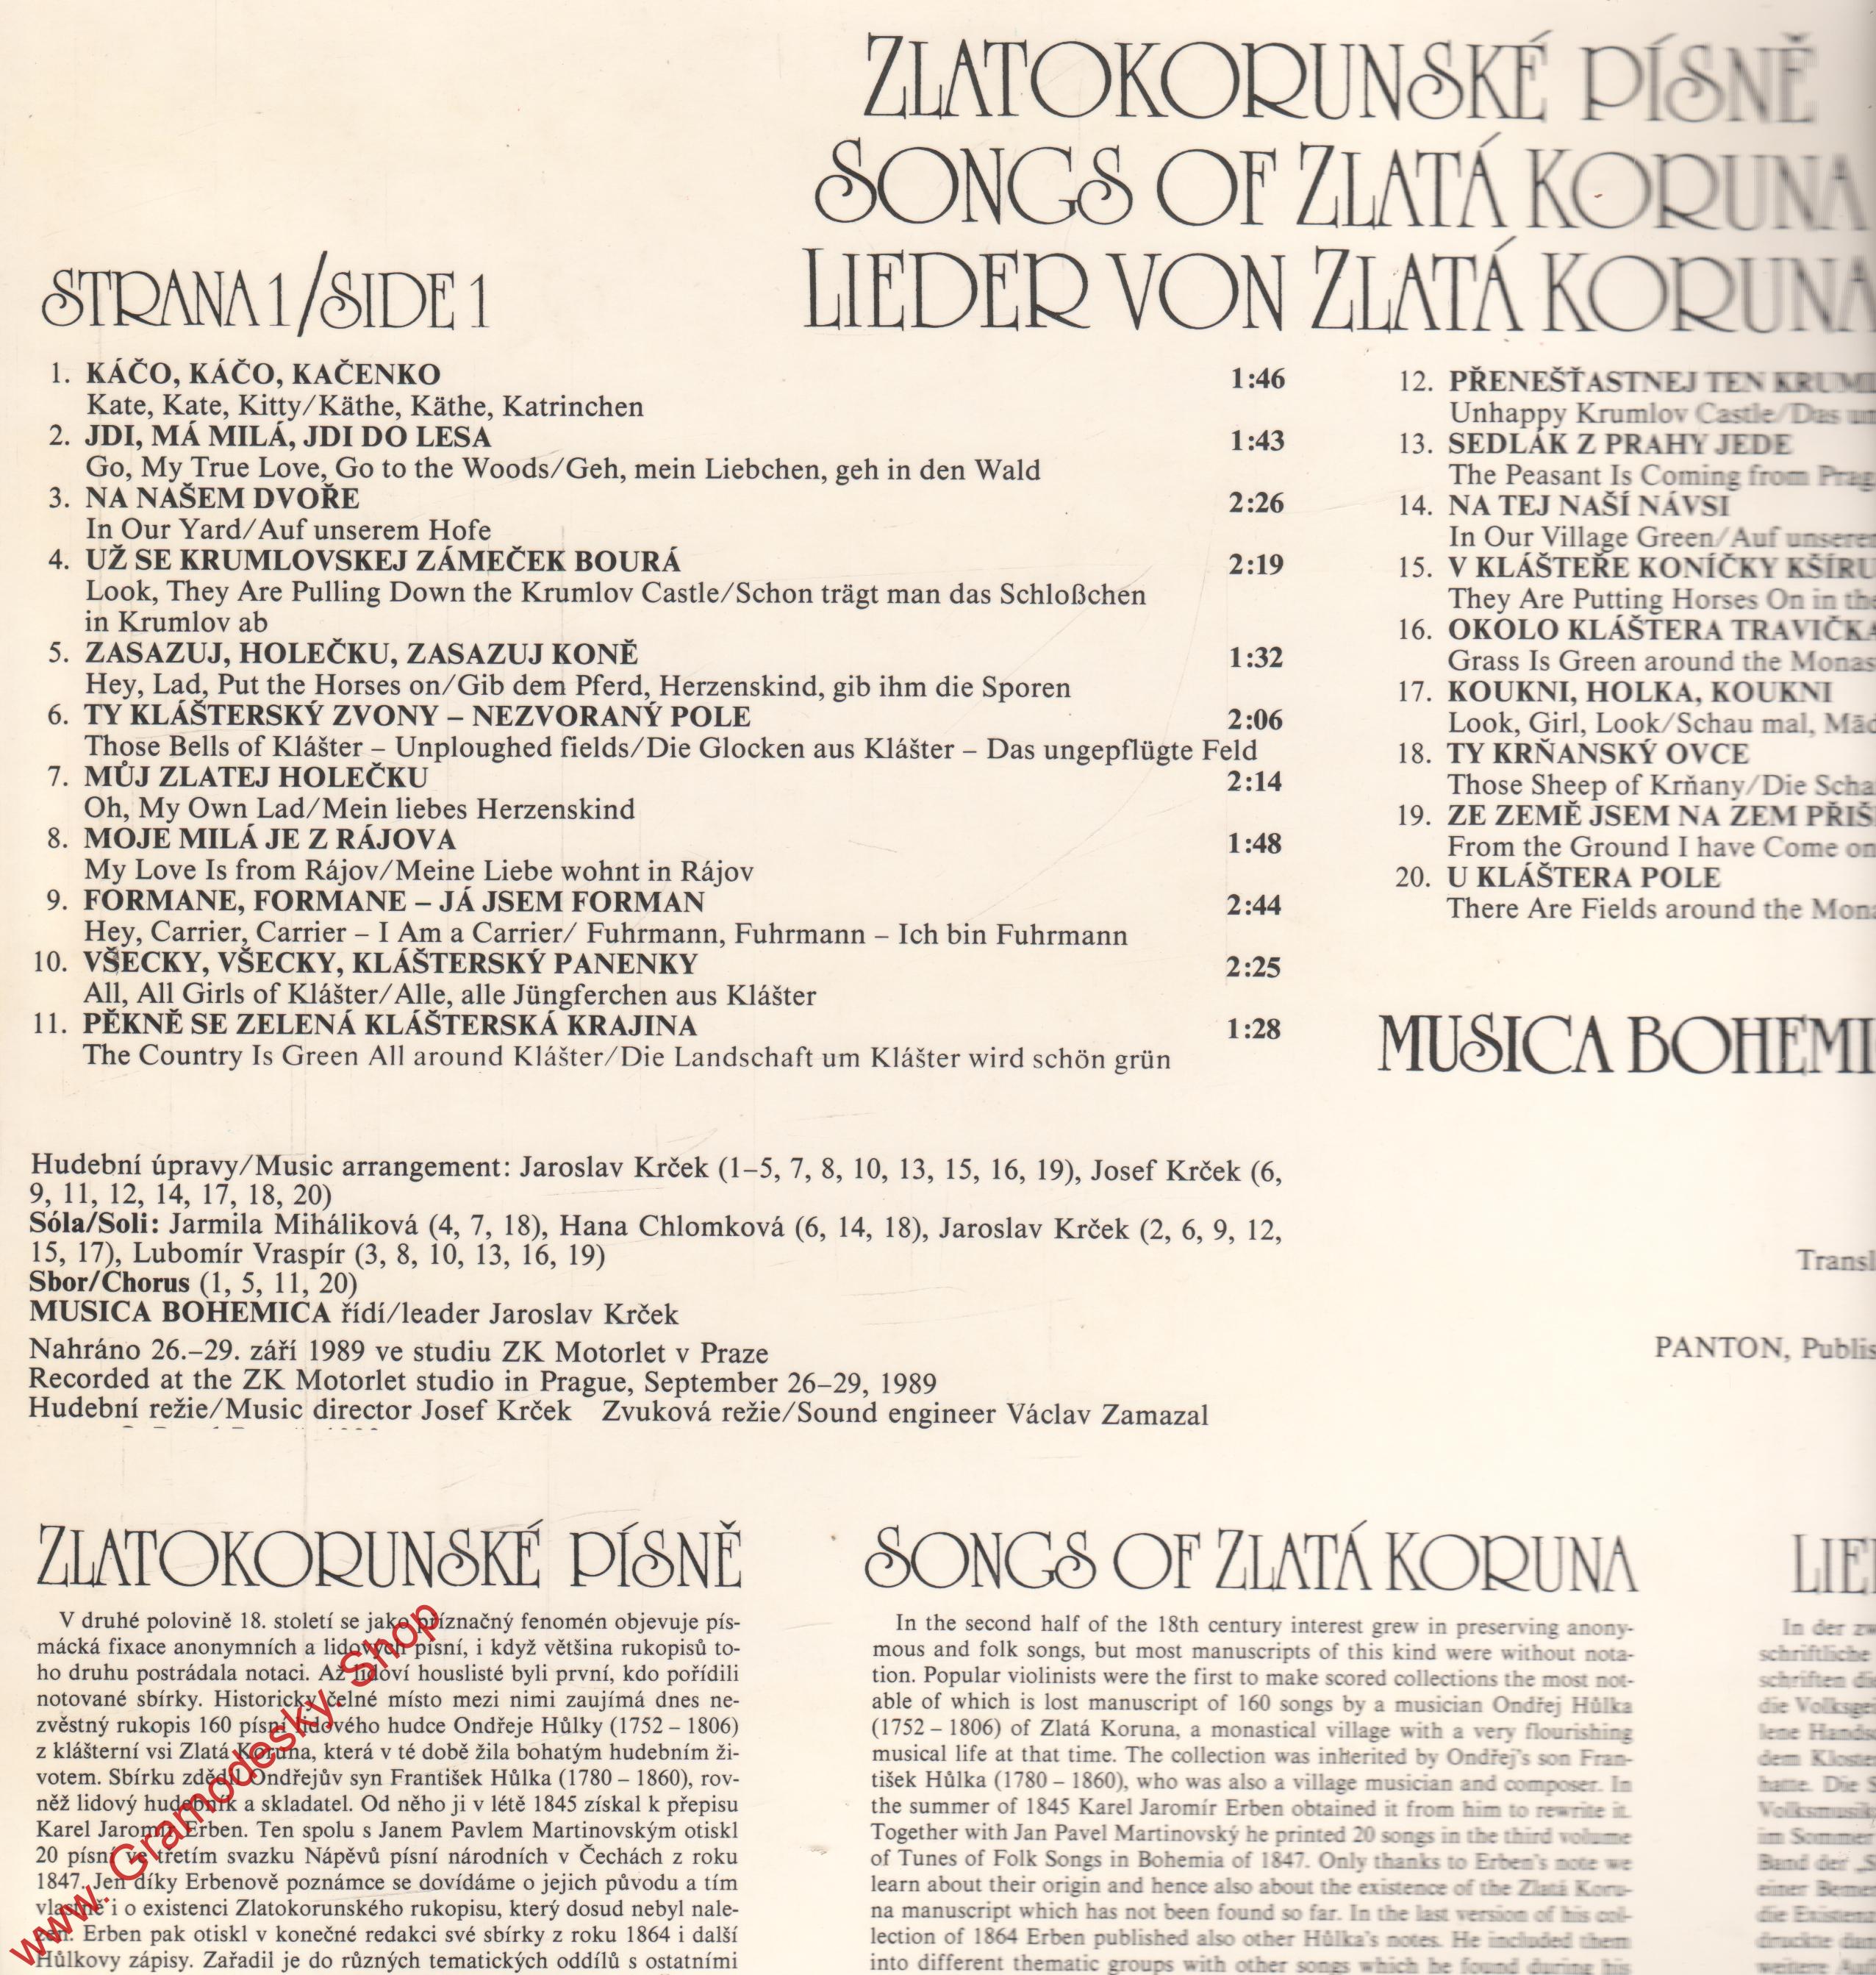 ZLATOKORUNSKÉ PÍSNĚ
SONGS OF ZLATÁ KORUNA
LIEDER VON ZLATÁ KORUNA
STRANA 1/SIDE 1
1. KÁČO, KÁČO, KAČENKO 1:46
Kate, Kate, Kitty/Käthe, Käthe, Katrinchen
2. JDI, MÁ MILÁ, JDI DO LESA 1:43
Go, My True Love, Go to the Woods/Geh, mein Liebchen, geh in den Wald
3. NA NAŠEM DVOŘE 2:26
In Our Yard/Auf unserem Hofe
4. UŽ SE KRUMLOVSKEJ ZÁMEČEK BOURÁ 2:19
Look, They Are Pulling Down the Krumlov Castle/Schon trägt man das Schloßchen
in Krumlov ab
5. ZASAZUJ, HOLEČKU, ZASAZUJ KONĚ 1:32
Hey, Lad, Put the Horses on/Gib dem Pferd, Herzenskind, gib ihm die Sporen
6. TY KLÁŠTERSKÝ ZVONY – NEZVORANÝ POLE 2:06
Those Bells of Klášter – Unploughed fields/Die Glocken aus Klášter – Das ungepflügte Feld
7. MŮJ ZLATEJ HOLEČKU 2:14
Oh, My Own Lad/Mein liebes Herzenskind
8. MOJE MILÁ JE Z RÁJOVA 1:48
My Love Is from Rájov/Meine Liebe wohnt in Rájov
9. FORMANE, FORMANE – JÁ JSEM FORMAN 2:44
Hey, Carrier, Carrier – I Am a Carrier/ Fuhrmann, Fuhrmann – Ich bin Fuhrmann
10. VŠECKY, VŠECKY, KLÁŠTERSKÝ PANENKY 2:25
All, All Girls of Klášter/Alle, alle Jüngferchen aus Klášter
11. PĚKNĚ SE ZELENÁ KLÁŠTERSKÁ KRAJINA 1:28
The Country Is Green All around Klášter/Die Landschaft um Klášter wird schön grün
12. PŘENEŠŤASTNEJ TEN
Unhappy Krumlov Castle/Das
13. SEDLÁK Z PRAHY JEDE
The Peasant Is Coming from
14. NA TEJ NAŠÍ NÁVSI
In Our Village Green/Auf
15. V KLÁŠTEŘE KONÍČKY
They Are Putting Horses On in the
16. OKOLO KLÁŠTERA
Grass Is Green around the
17. KOUKNI, HOLKA, KOUKNI
Look, Girl, Look/Schau mal,
18. TY KRŇANSKÝ OVCE
Those Sheep of Krňany/Die
19. ZE ZEMĚ JSEM NA ZEM
From the Ground I have Come on
20. U KLÁŠTERA POLE
There Are Fields around the
MUSICA
Hudební úpravy/Music arrangement: Jaroslav Krček (1–5, 7, 8, 10, 13, 15, 16, 19), Josef Krček (6,
9, 11, 12, 14, 17, 18, 20)
Sóla/Soli: Jarmila Miháliková (4, 7, 18), Hana Chlomková (6, 14, 18), Jaroslav Krček (2, 6, 9, 12,
15, 17), Lubomír Vraspír (3, 8, 10, 13, 16, 19)
Sbor/Chorus (1, 5, 11, 20)
MUSICA BOHEMICA řídí/leader Jaroslav Krček
Nahráno 26.–29. září 1989 ve studiu ZK Motorlet v Praze
Recorded at the ZK Motorlet studio in Prague, September 26–29, 1989
Hudební režie/Music director Josef Krček Zvuková režie/Sound engineer Václav Zamazal
PANTON,
ZLATOKORUNSKÉ PÍSNĚ
V druhé polovině 18. století se jako příznačný fenomén objevuje pís-
mácká fixace anonymních a lidových písní, i když většina rukopisů to-
ho druhu postrádala notaci. Až lidoví houslisté byli první, kdo pořídili
notované sbírky. Historicky čelné místo mezi nimi zaujímá dnes ne-
zvěstný rukopis 160 písní lidového hudce Ondřeje Hůlky (1752 – 1806)
z klášterní vsi Zlatá Koruna, která v té době žila bohatým hudebním ži-
votem. Sbírku zdědil Ondřejův syn František Hůlka (1780 – 1860), rov-
něž lidový hudebník a skladatel. Od něho ji v létě 1845 získal k přepisu
Karel Jaromír Erben. Ten spolu s Janem Pavlem Martinovským otiskl
20 písní ve třetím svazku Nápěvů písní národních v Čechách z roku
1847. Jen díky Erbenově poznámce se dovídáme o jejich původu a tím
vlastně i o existenci Zlatokorunského rukopisu, který dosud nebyl nale-
zen. Erben pak otiskl v konečné redakci své sbírky z roku 1864 i další
Hůlkovy zápisy. Zařadil je do různých tematických oddílů s ostatními
SONGS OF ZLATÁ KORUNA
In the second half of the 18th century interest grew in preserving anony-
mous and folk songs, but most manuscripts of this kind were without nota-
tion. Popular violinists were the first to make scored collections the most not-
able of which is lost manuscript of 160 songs by a musician Ondřej Hůlka
(1752 – 1806) of Zlatá Koruna, a monastical village with a very flourishing
musical life at that time. The collection was inherited by Ondřej's son Fran-
tišek Hůlka (1780 – 1860), who was also a village musician and composer. In
the summer of 1845 Karel Jaromír Erben obtained it from him to rewrite it.
Together with Jan Pavel Martinovský he printed 20 songs in the third volume
of Tunes of Folk Songs in Bohemia of 1847. Only thanks to Erben's note we
learn about their origin and hence also about the existence of the Zlatá Koru-
na manuscript which has not been found so far. In the last version of his col-
lection of 1864 Erben published also other Hůlka's notes. He included them
into different thematic groups with other songs which he found during his
In der
schriftliche
die
dem
im Sommer
www.Gramodesky.Shop